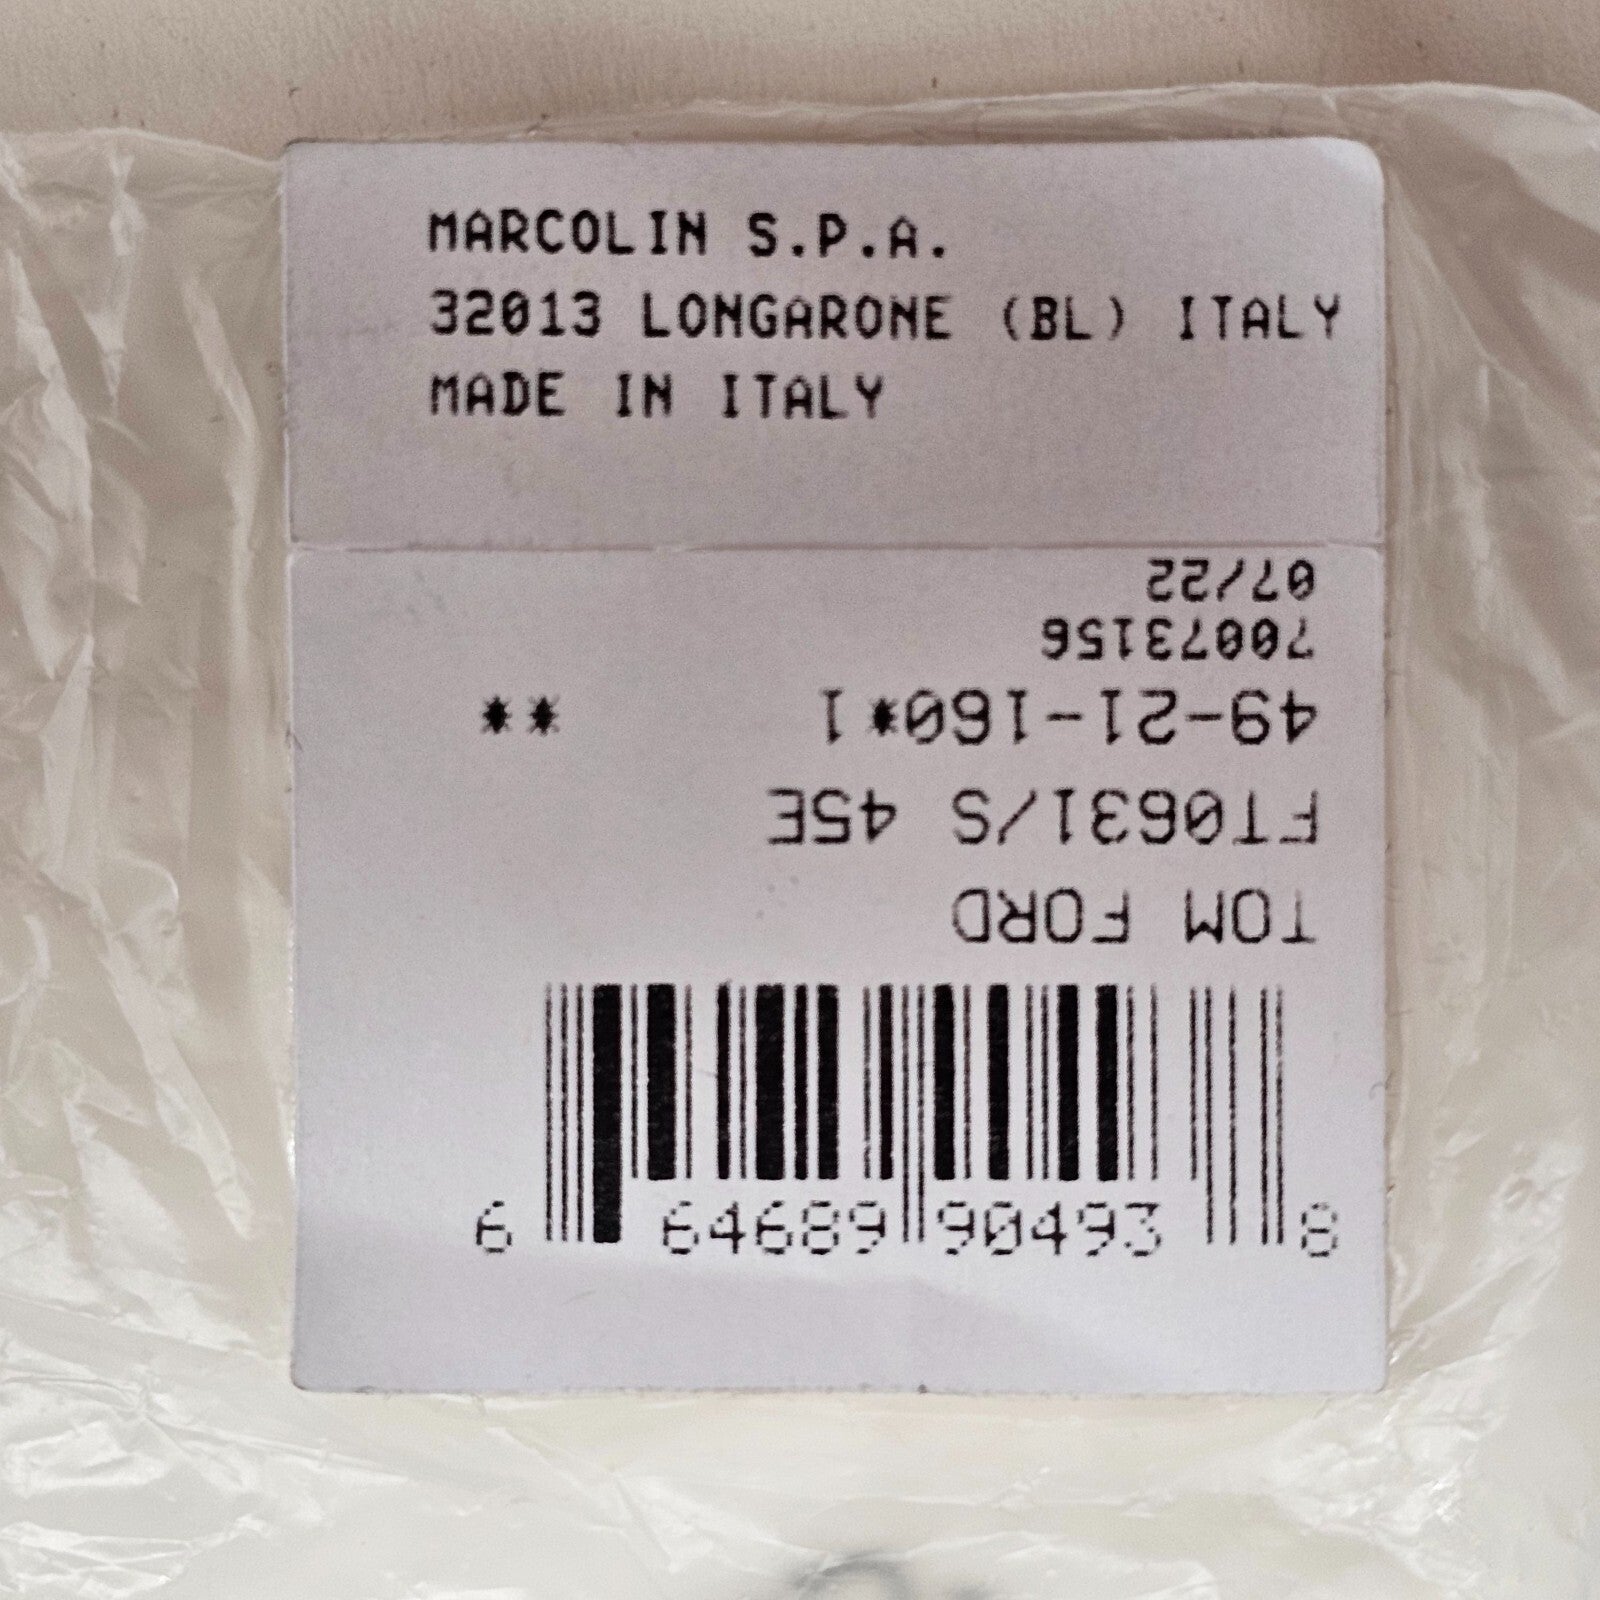 MARCOLIN S.P.A.
32013 LONGARONE (BL) ITALY
MADE IN ITALY
TOM FORD
FT0631/S 45E
49-21-160*1 **
70073156
07/22
6 64689 90493 8